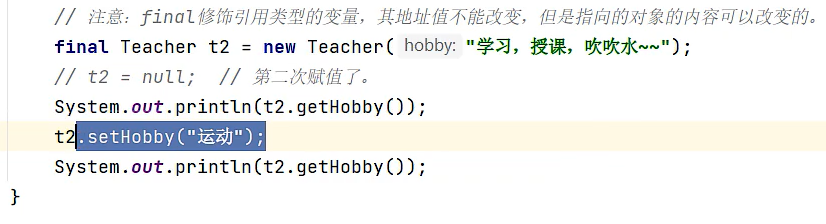 // 注意：final修饰引用类型的变量，其地址值不能改变，但是指向的对象的内容可以改变的。
final Teacher t2 = new Teacher( hobby: "学习，授课，吹吹水~~");
// t2 = null;  // 第二次赋值了。
System.out.println(t2.getHobby());
t2.setHobby("运动");
System.out.println(t2.getHobby());
}